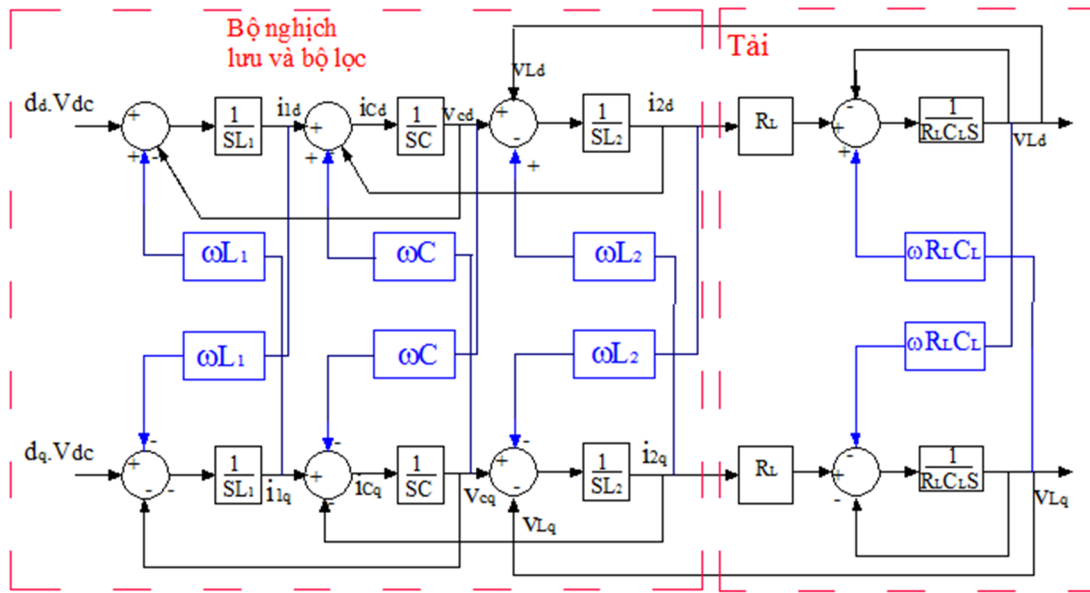 Bộ nghịch
lưu và bộ lọc
Tải
vLd
dd.Vdc
+
+
-
1
SL1
i1d
+
+
-
iCd
1
SC
vcd
+
-
+
1
SL2
i2d
RL
-
+
+
1
RLCLS
vLd
ωL1
ωC
ωL2
ωRLCL
ωL1
ωC
ωL2
ωRLCL
dq.Vdc
-
+
-
-
1
SL1
i1q
-
+
-
iCq
1
SC
vcq
-
+
-
vLq
1
SL2
i2q
RL
-
-
1
RLCLS
vLq